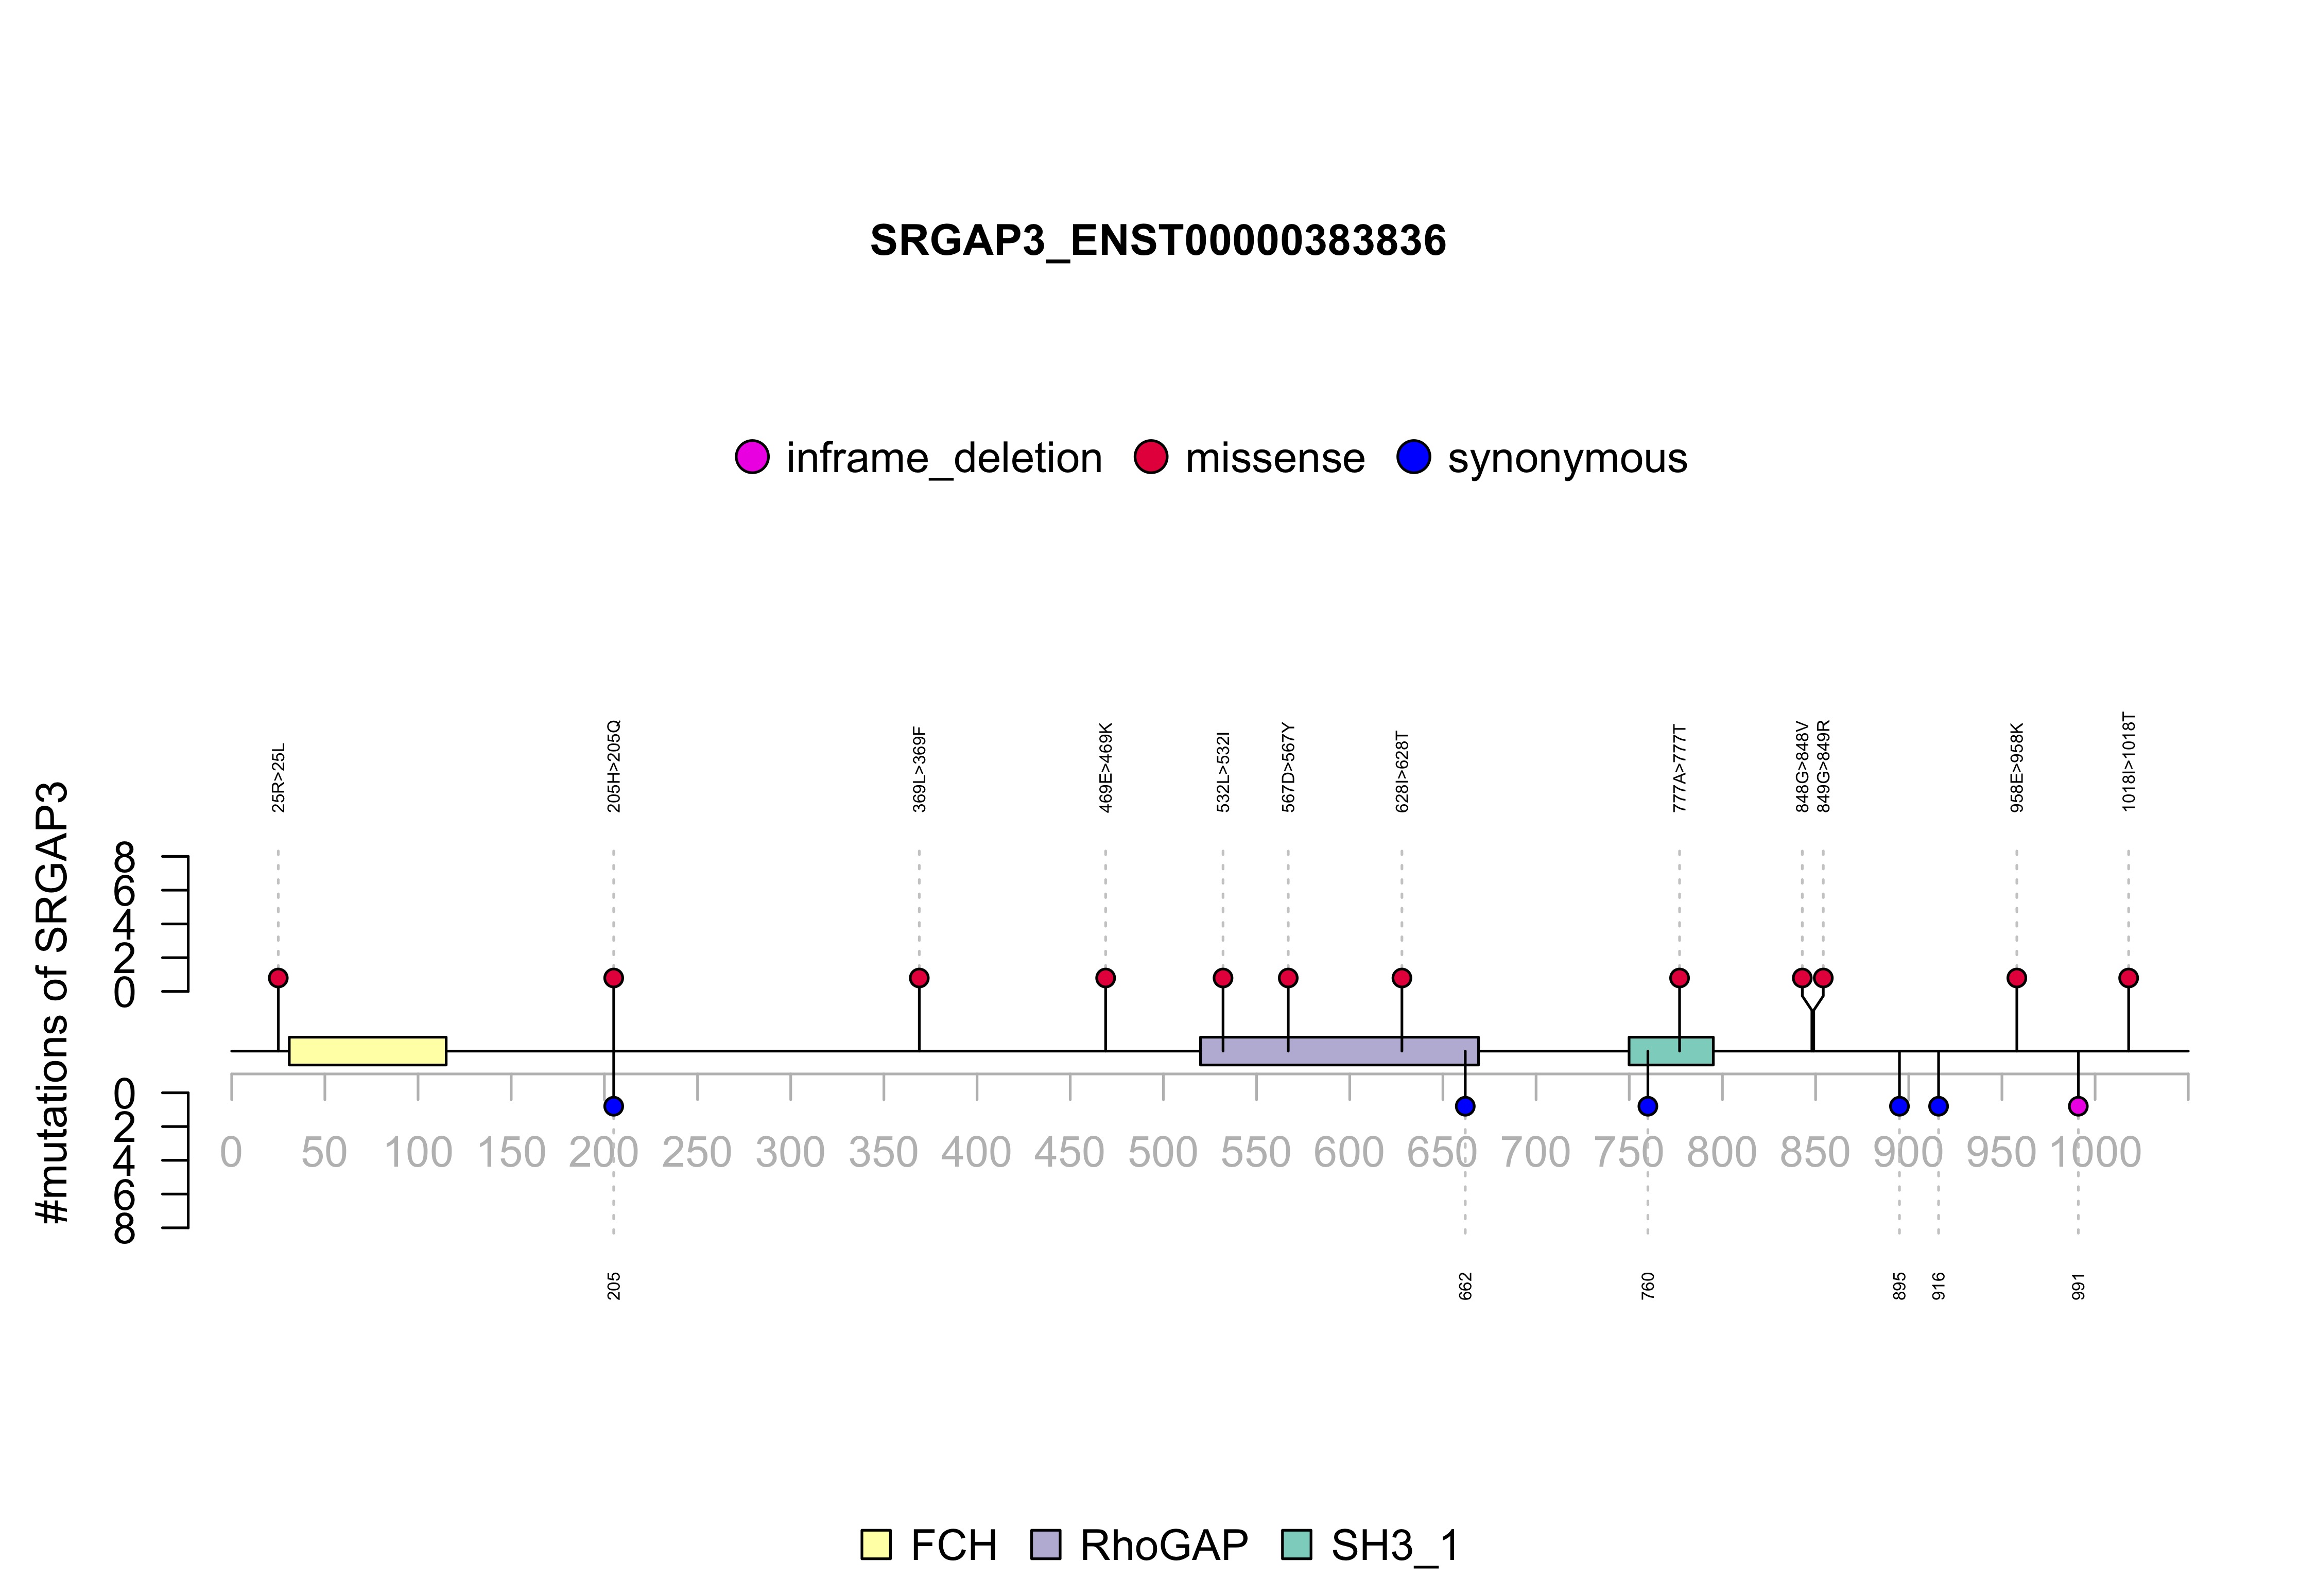 SRGAP3_ENST00000383836
inframe_deletion missense synonymous
25R>25L 205H>205Q 369L>369F 469E>469K 532L>532I 567D>567Y 628I>628T 777A>777T 848G>848V 849G>849R 958E>958K 1018I>1018T
#mutations of SRGAP3
8
6
4
2
0
0
2
4
6
8
0 50 100 150 200 250 300 350 400 450 500 550 600 650 700 750 800 850 900 950 1000
205 662 760 895 916 991
FCH RhoGAP SH3_1